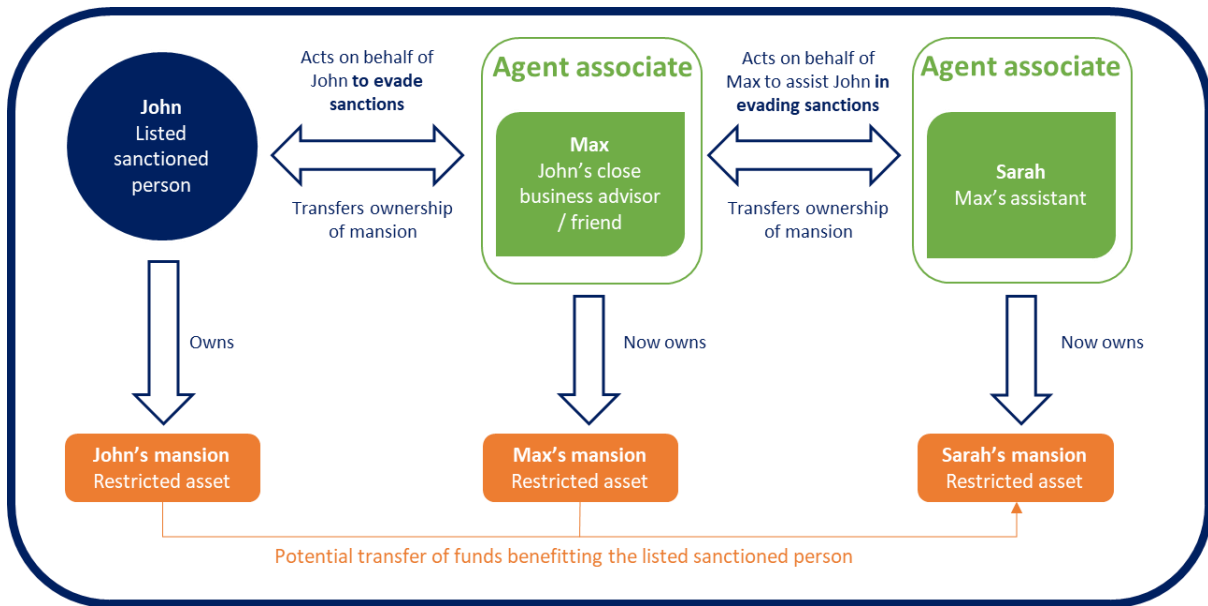 John
Listed
sanctioned
person
Acts on behalf of
John to evade
sanctions
Transfers ownership
of mansion
Agent associate
Max
John’s close
business advisor
/ friend
Acts on behalf of
Max to assist John in
evading sanctions
Transfers ownership
of mansion
Agent associate
Sarah
Max’s assistant
Owns
Now owns
Now owns
John’s mansion
Restricted asset
Max’s mansion
Restricted asset
Sarah’s mansion
Restricted asset
Potential transfer of funds benefitting the listed sanctioned person